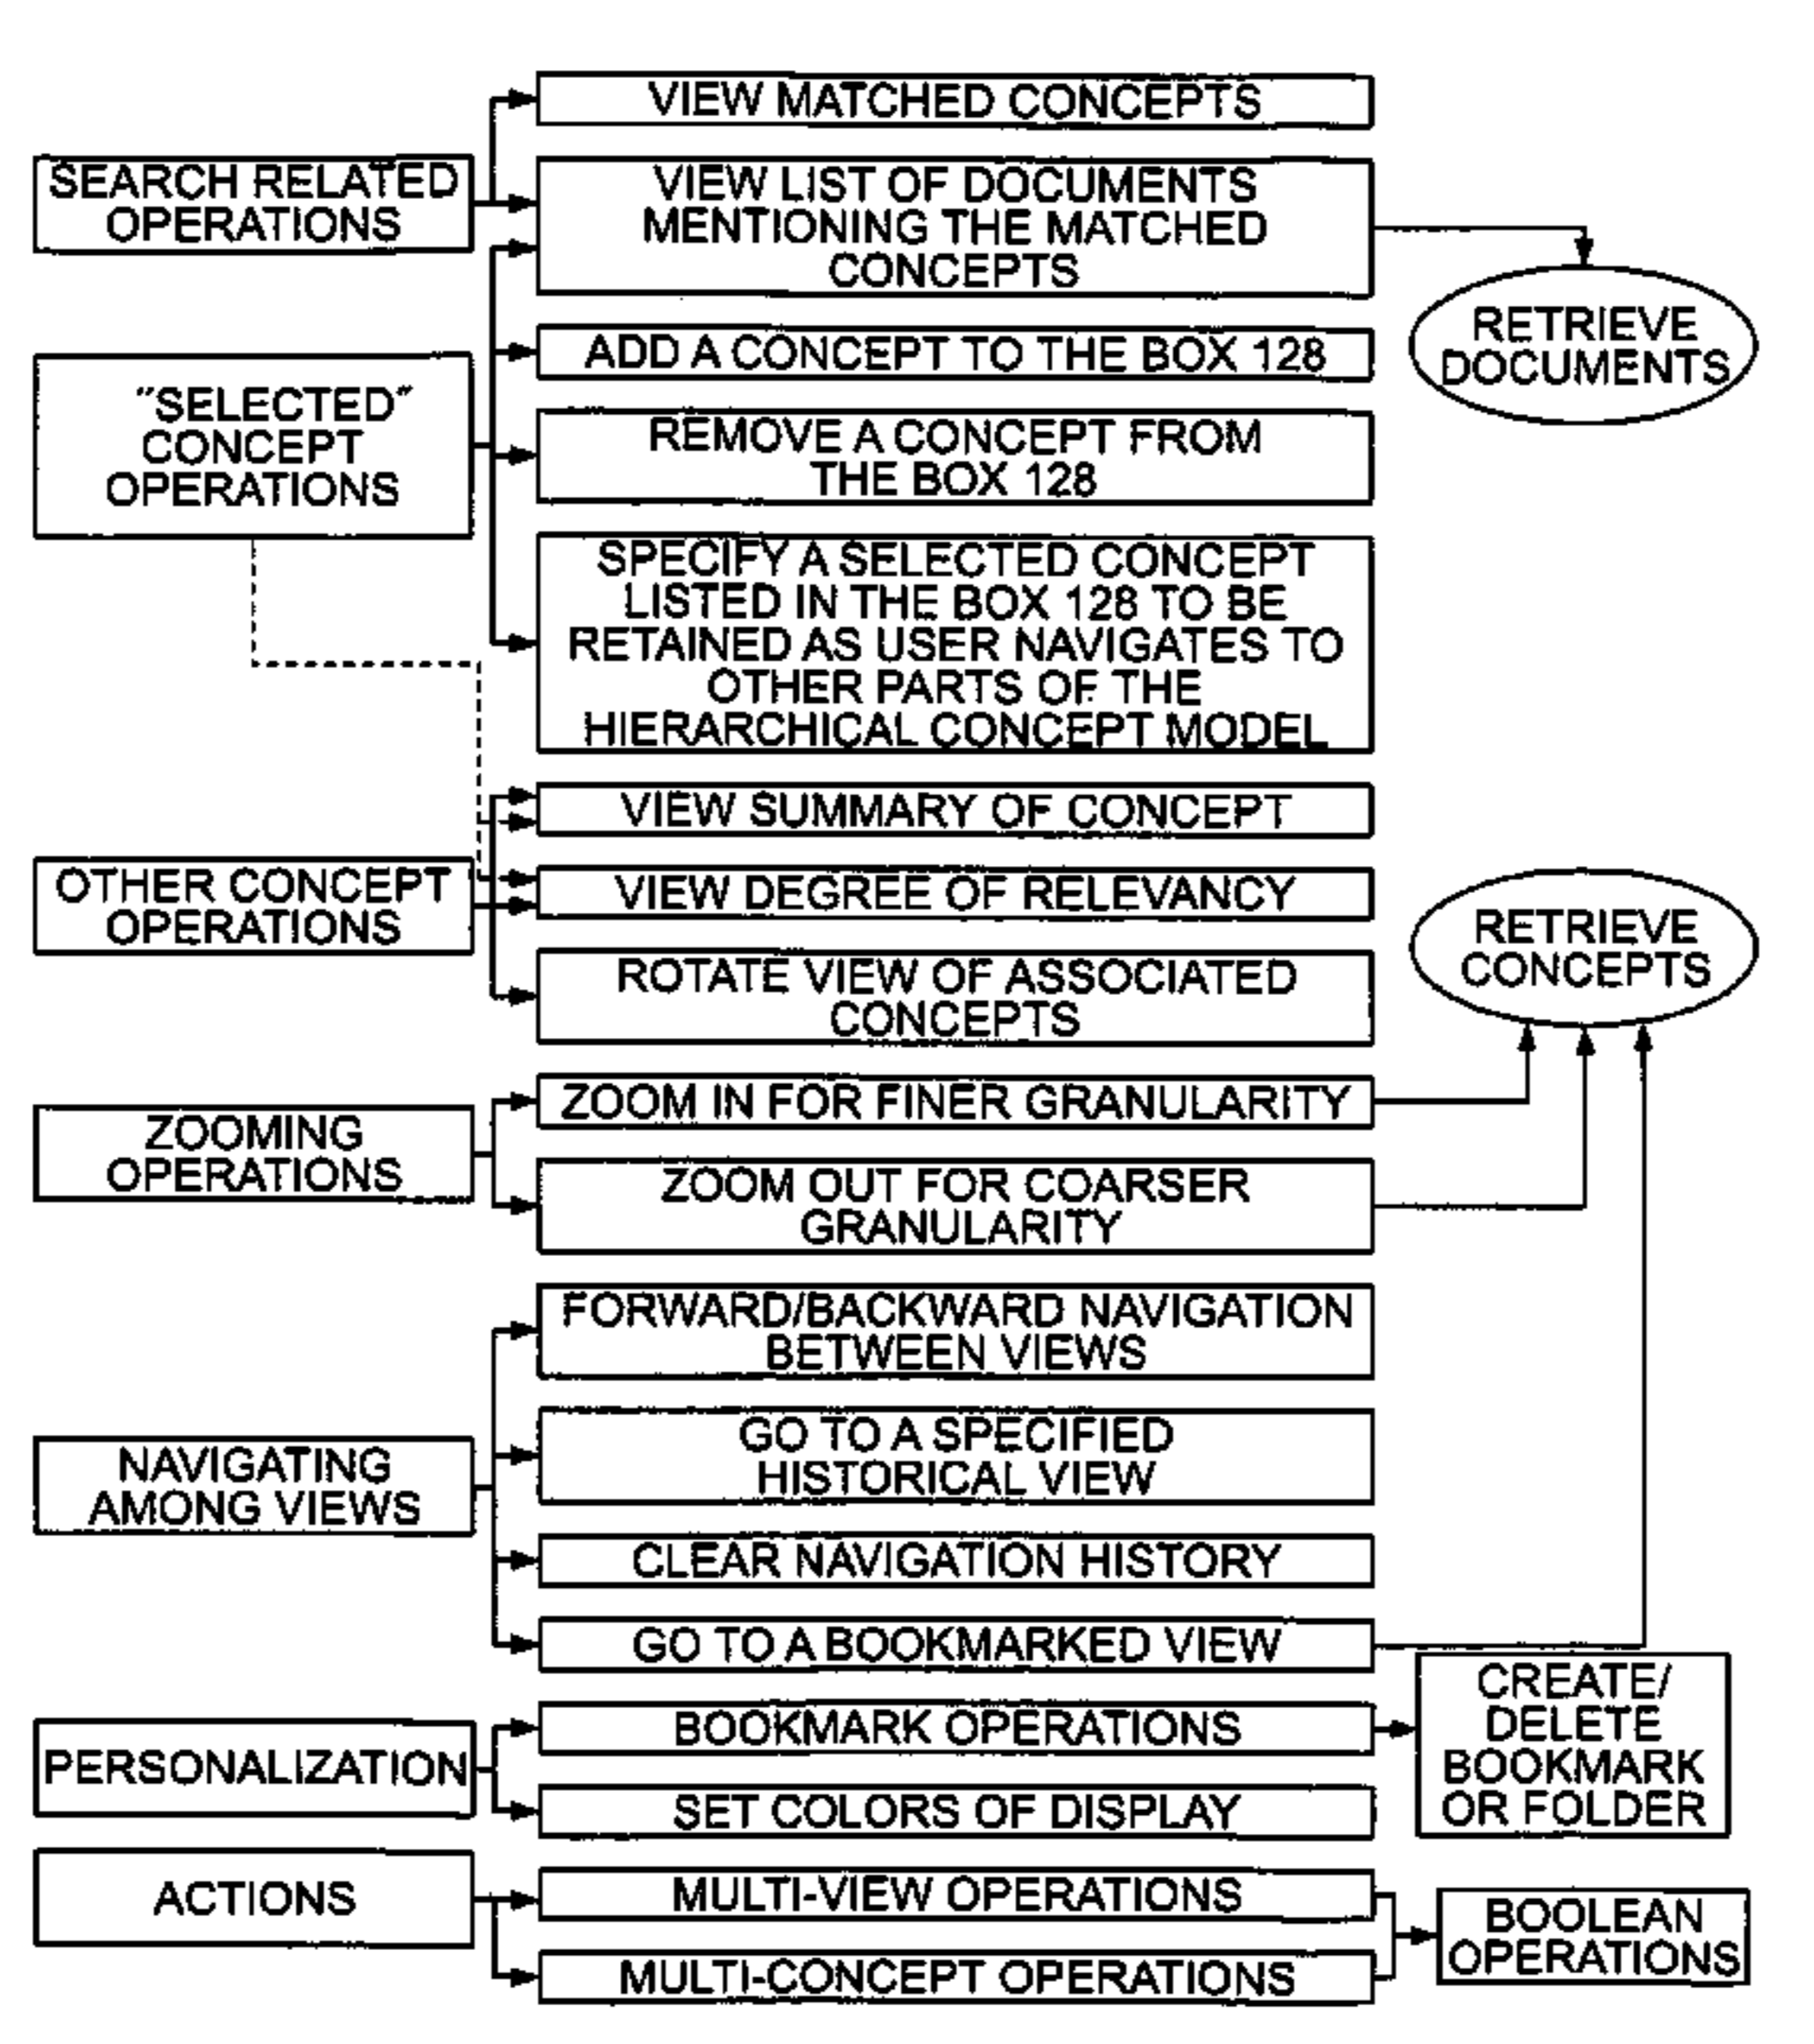 VIEW MATCHED CONCEPTS
SEARCH RELATED
OPERATIONS
VIEW LIST OF DOCUMENTS
MENTIONING THE MATCHED
CONCEPTS
RETRIEVE
DOCUMENTS
ADD A CONCEPT TO THE BOX 128
"SELECTED"
CONCEPT
OPERATIONS
REMOVE A CONCEPT FROM
THE BOX 128
SPECIFY A SELECTED CONCEPT
LISTED IN THE BOX 128 TO BE
RETAINED AS USER NAVIGATES TO
OTHER PARTS OF THE
HIERARCHICAL CONCEPT MODEL
VIEW SUMMARY OF CONCEPT
OTHER CONCEPT
OPERATIONS
VIEW DEGREE OF RELEVANCY
RETRIEVE
CONCEPTS
ROTATE VIEW OF ASSOCIATED
CONCEPTS
ZOOMING
OPERATIONS
ZOOM IN FOR FINER GRANULARITY
ZOOM OUT FOR COARSER
GRANULARITY
FORWARD/BACKWARD NAVIGATION
BETWEEN VIEWS
NAVIGATING
AMONG VIEWS
GO TO A SPECIFIED
HISTORICAL VIEW
CLEAR NAVIGATION HISTORY
GO TO A BOOKMARKED VIEW
PERSONALIZATION
BOOKMARK OPERATIONS
CREATE/
DELETE
BOOKMARK
OR FOLDER
SET COLORS OF DISPLAY
ACTIONS
MULTI-VIEW OPERATIONS
BOOLEAN
OPERATIONS
MULTI-CONCEPT OPERATIONS